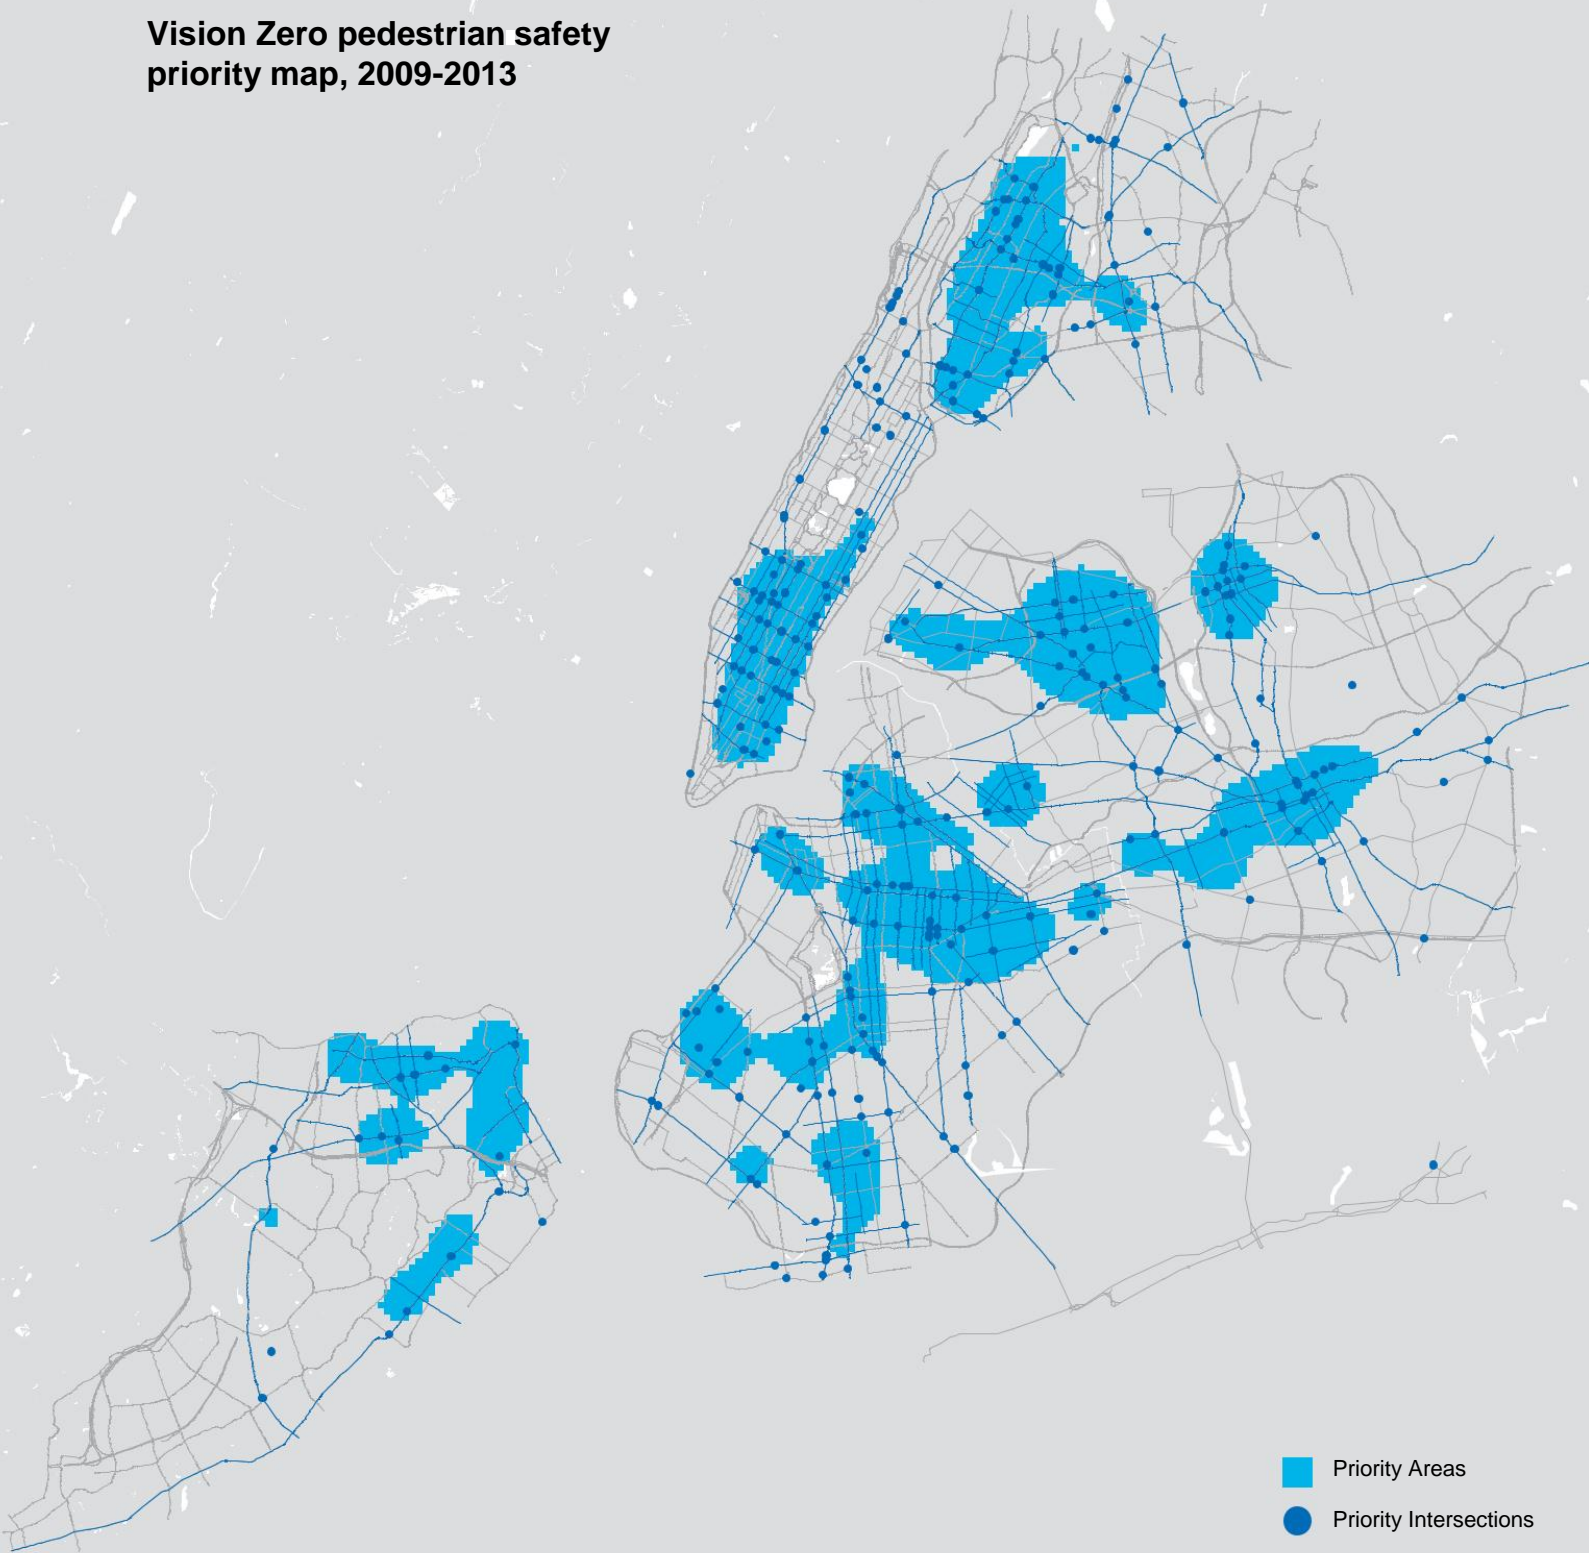 Vision Zero pedestrian safety
priority map, 2009-2013
Priority Areas
Priority Intersections